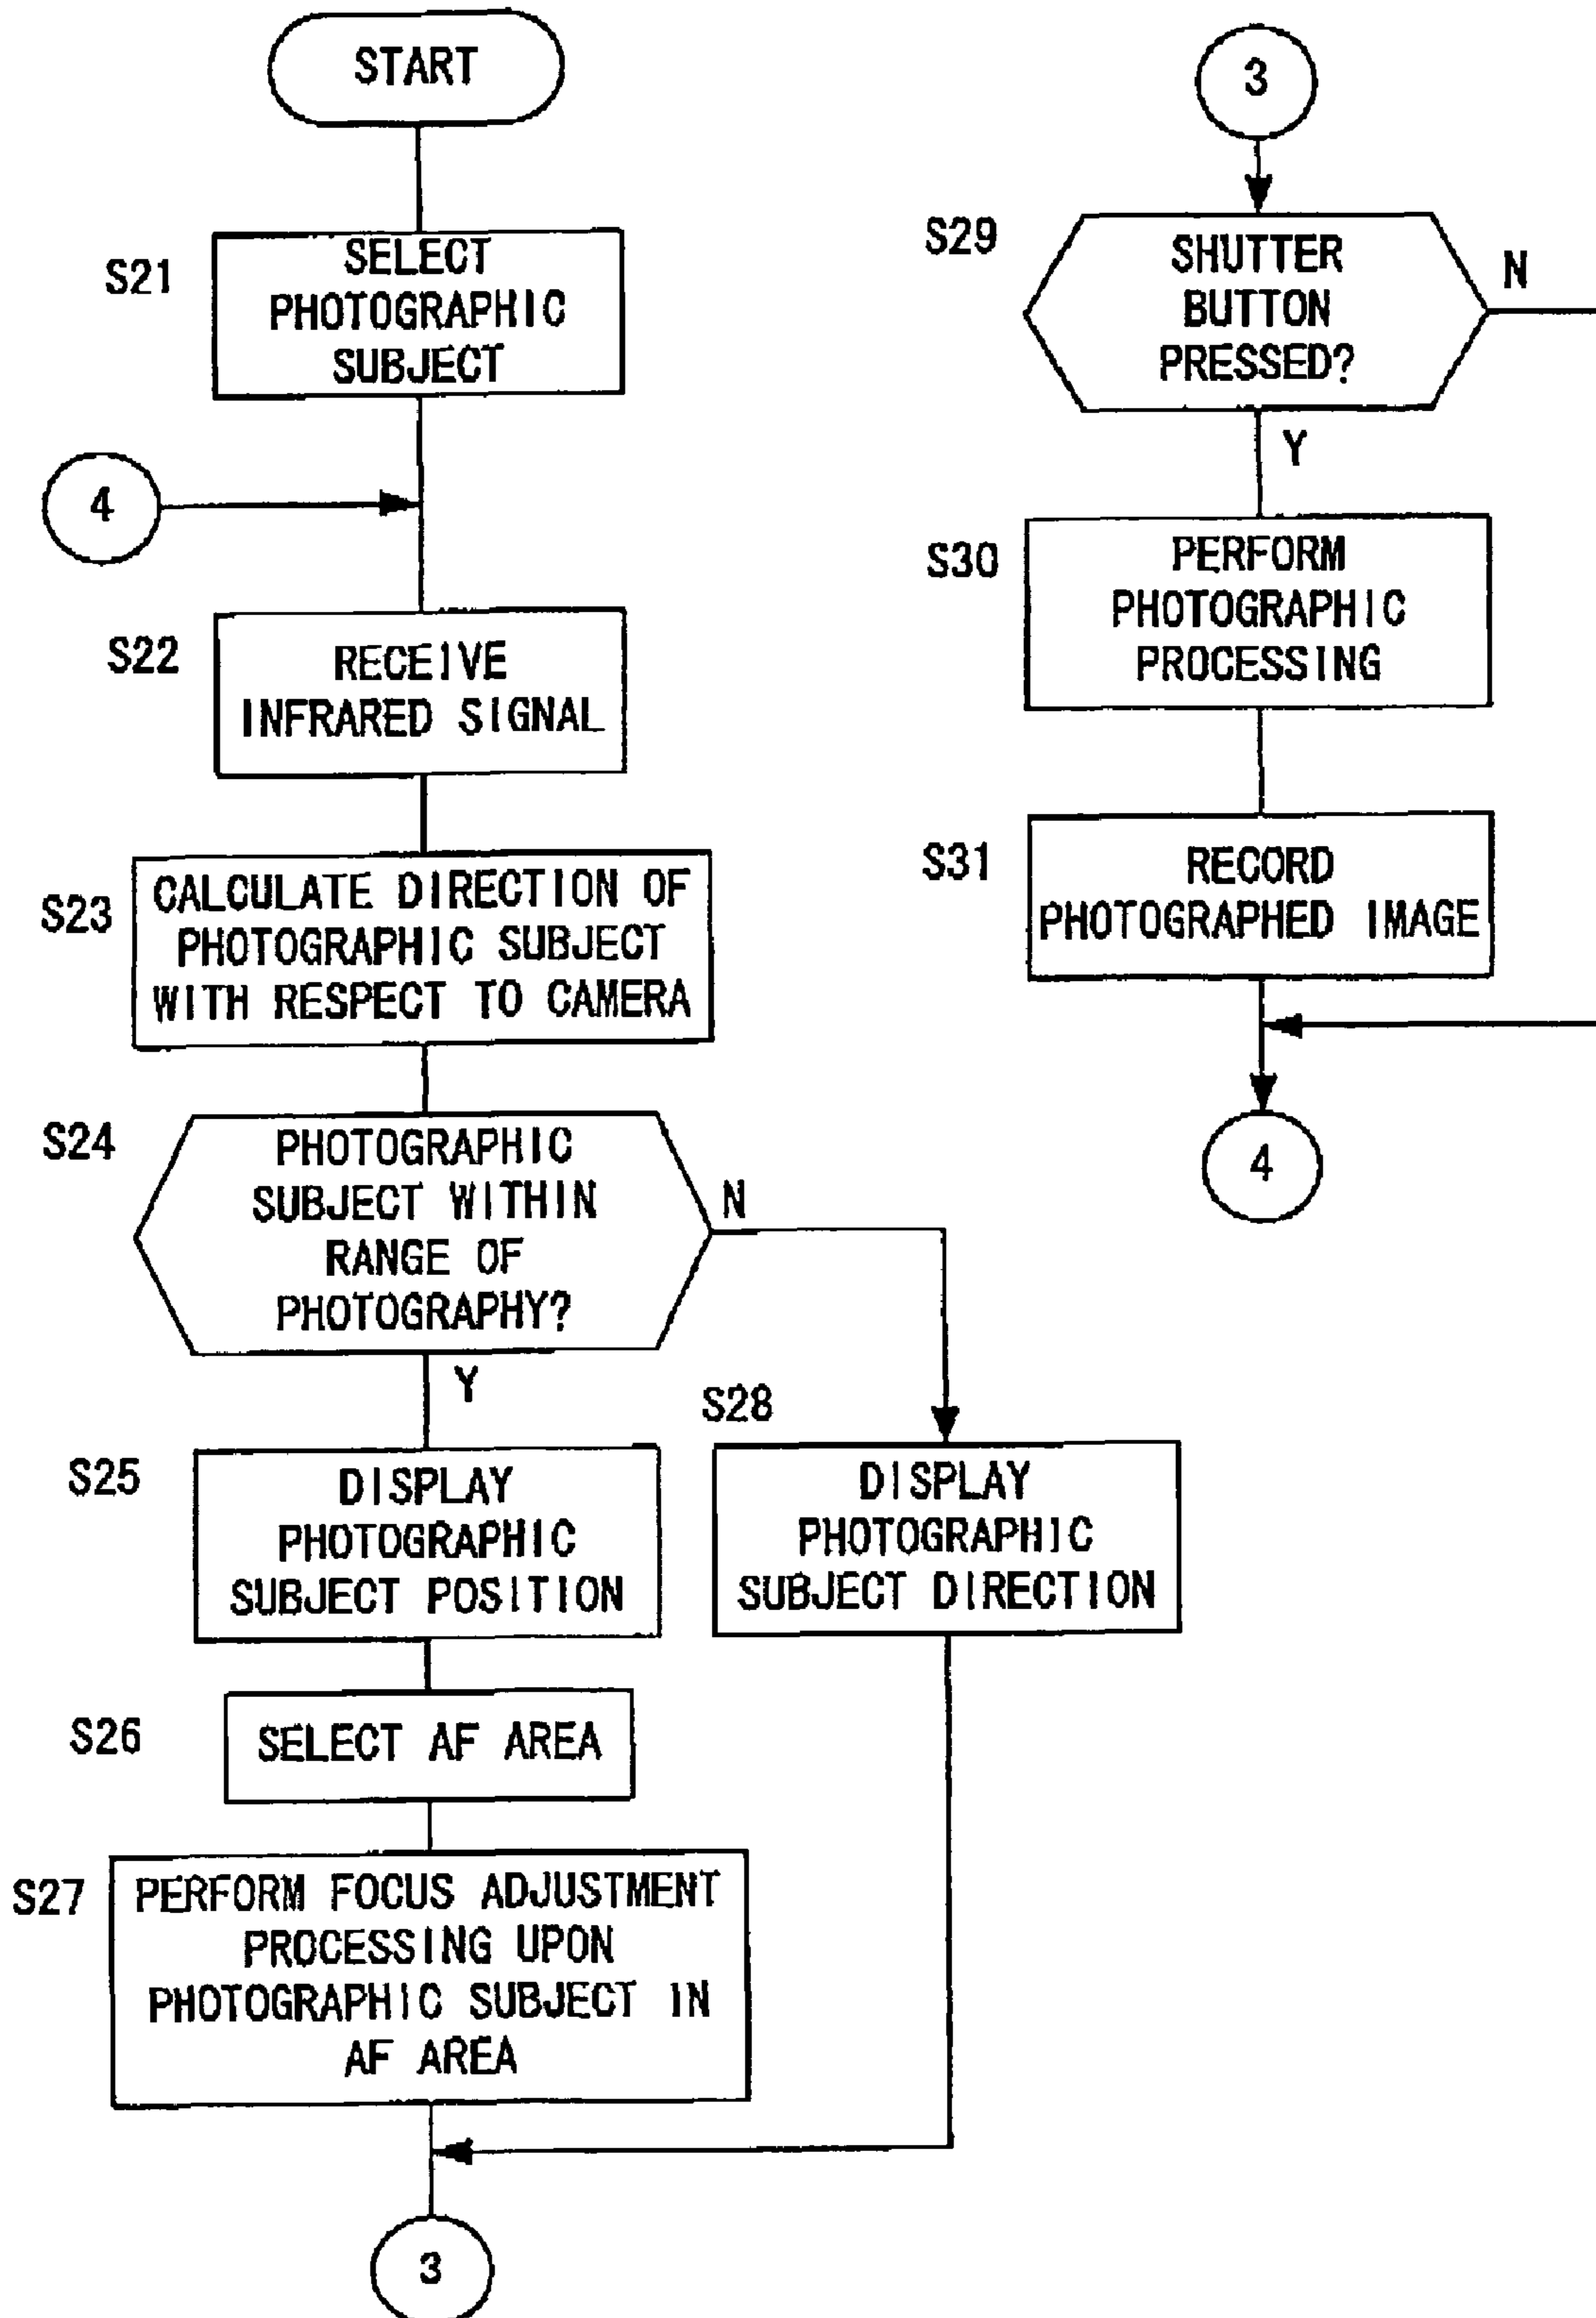 START
S21
SELECT
PHOTOGRAPHIC
SUBJECT
4
S22
RECEIVE
INFRARED SIGNAL
S23
CALCULATE DIRECTION OF
PHOTOGRAPHIC SUBJECT
WITH RESPECT TO CAMERA
S24
PHOTOGRAPHIC
SUBJECT WITHIN
RANGE OF
PHOTOGRAPHY?
N
Y
S25
DISPLAY
PHOTOGRAPHIC
SUBJECT POSITION
S28
DISPLAY
PHOTOGRAPHIC
SUBJECT DIRECTION
S26
SELECT AF AREA
S27
PERFORM FOCUS ADJUSTMENT
PROCESSING UPON
PHOTOGRAPHIC SUBJECT IN
AF AREA
3
3
S29
SHUTTER
BUTTON
PRESSED?
N
Y
S30
PERFORM
PHOTOGRAPHIC
PROCESSING
S31
RECORD
PHOTOGRAPHED IMAGE
4